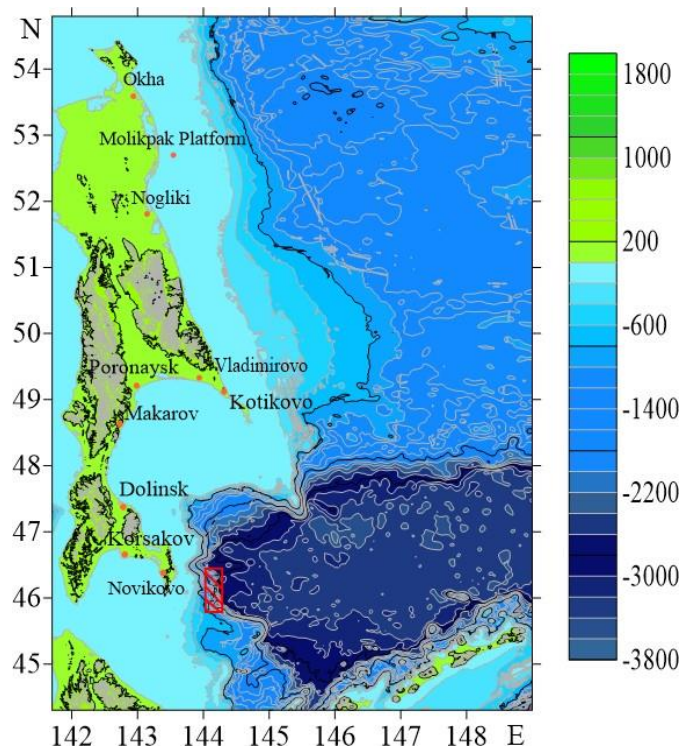 N
54
53
52
51
50
49
48
47
46
45
Okha
Molikpak Platform
Nogliki
Poronaysk
Vladimirovo
Kotikovo
Makarov
Dolinsk
Korsakov
Novikovo
142 143 144 145 146 147 148 E
1800
1000
200
-600
-1400
-2200
-3000
-3800